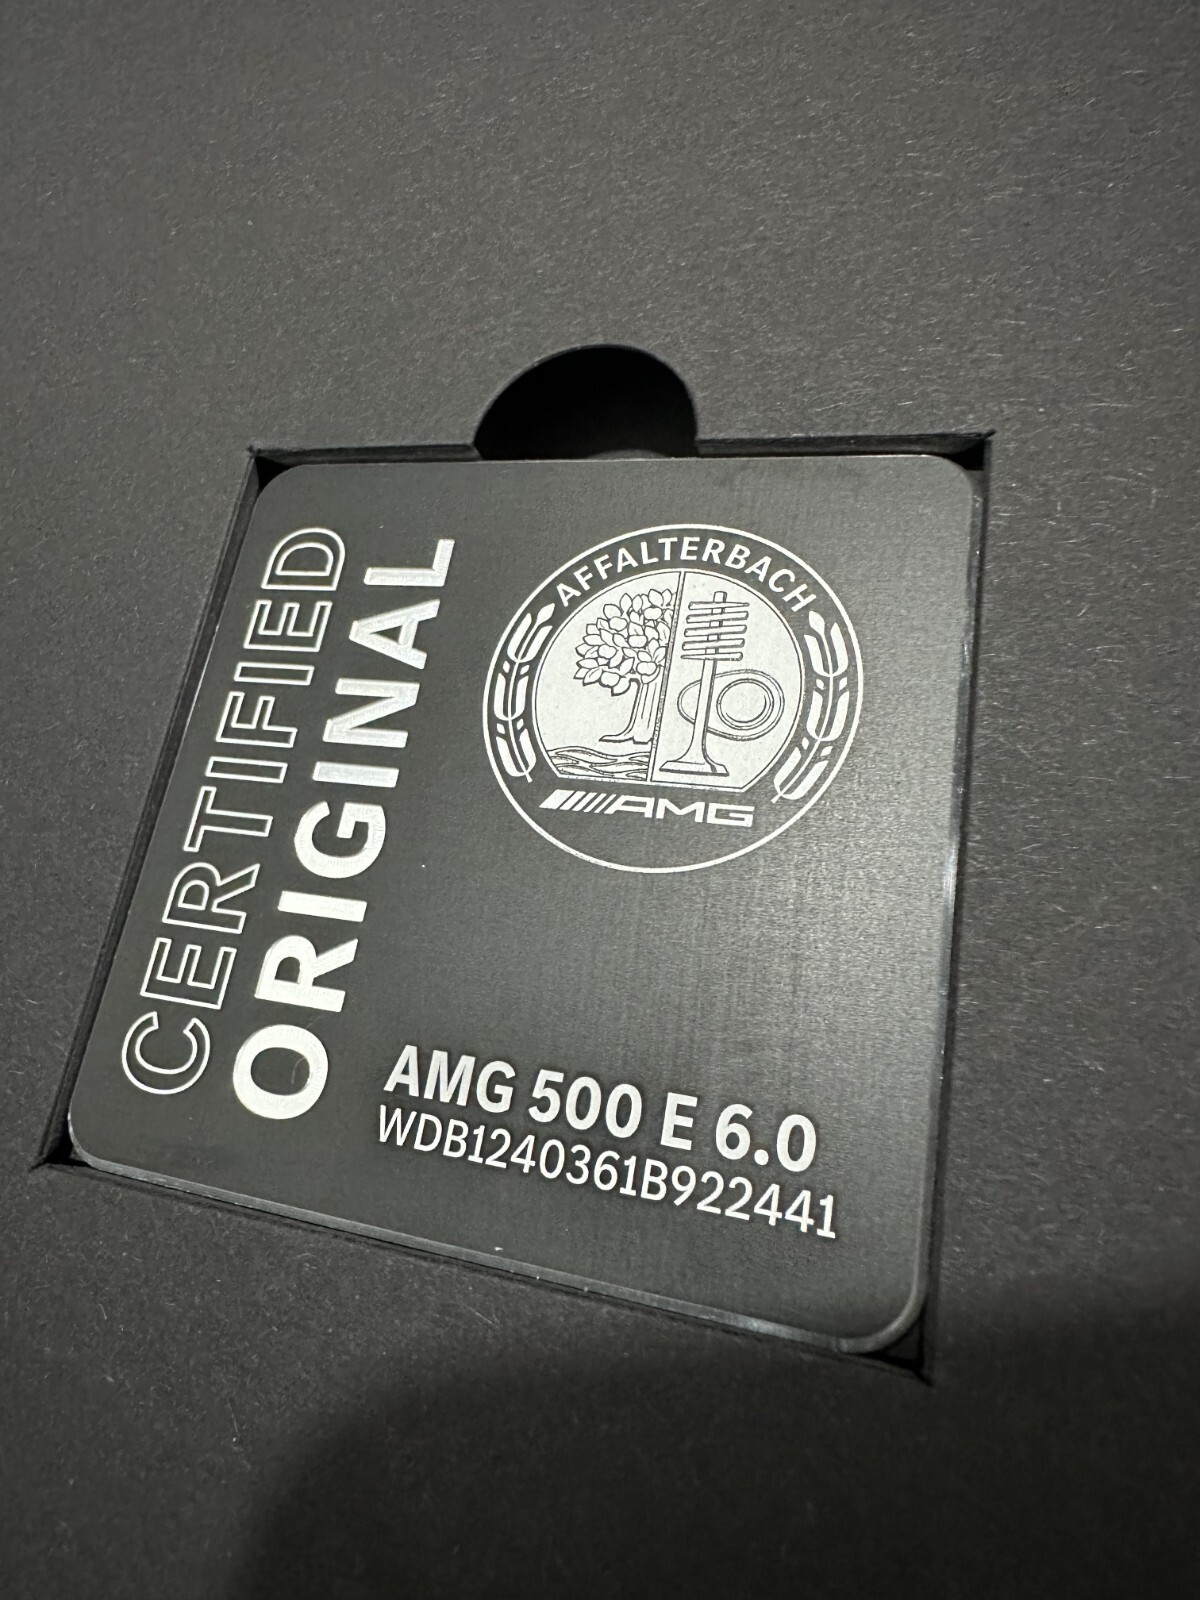 CERTIFIED
ORIGINAL
AFFALTERBACH
AMG
AMG 500 E 6.0
WDB1240361B922441